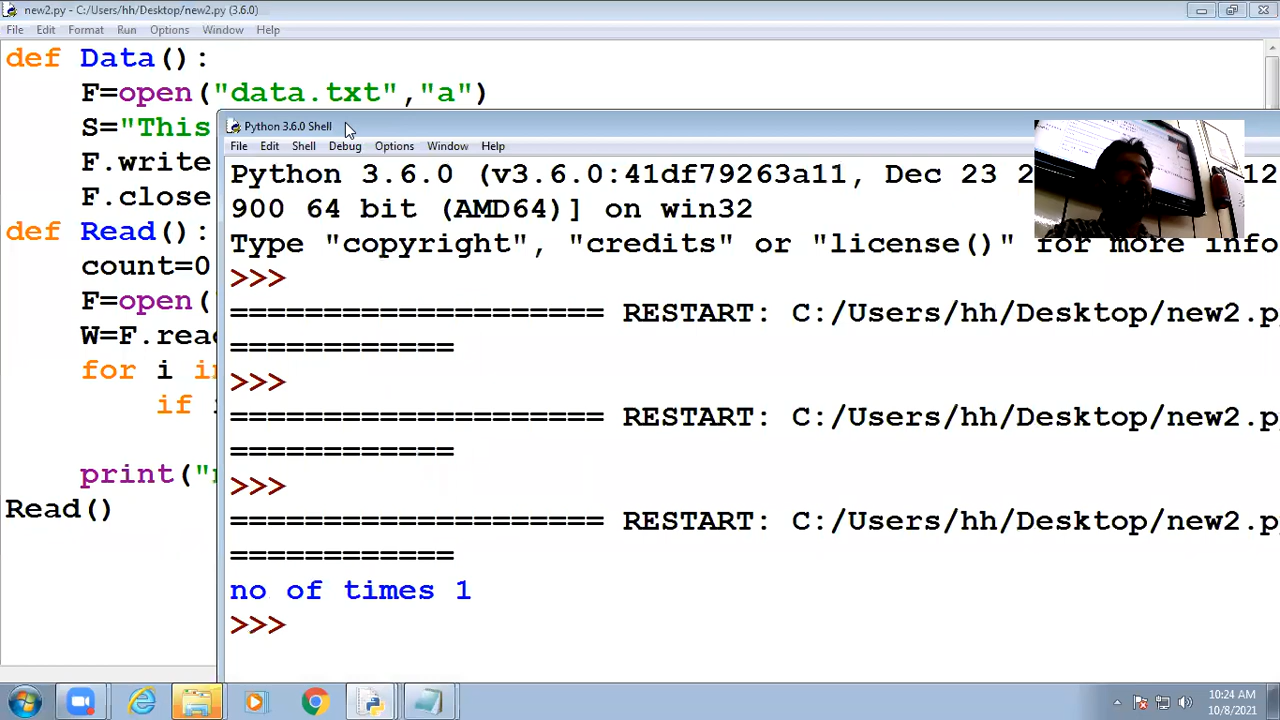 new2.py - C:/Users/hh/Desktop/new2.py (3.6.0)
File Edit Format Run Options Window Help
def Data():
F=open("data.txt","a")
S="This
F.write
F.close
def Read():
count=0
F=open(
W=F.read
for i in
if
print("
Read()
Python 3.6.0 Shell
File Edit Shell Debug Options Window Help
Python 3.6.0 (v3.6.0:41df79263a11, Dec 23 2 12
900 64 bit (AMD64)] on win32
Type "copyright", "credits" or "license()" for more info
>>>
==================== RESTART: C:/Users/hh/Desktop/new2.p
============
>>>
==================== RESTART: C:/Users/hh/Desktop/new2.p
============
>>>
==================== RESTART: C:/Users/hh/Desktop/new2.p
============
no of times 1
>>>
10:24 AM
10/8/2021